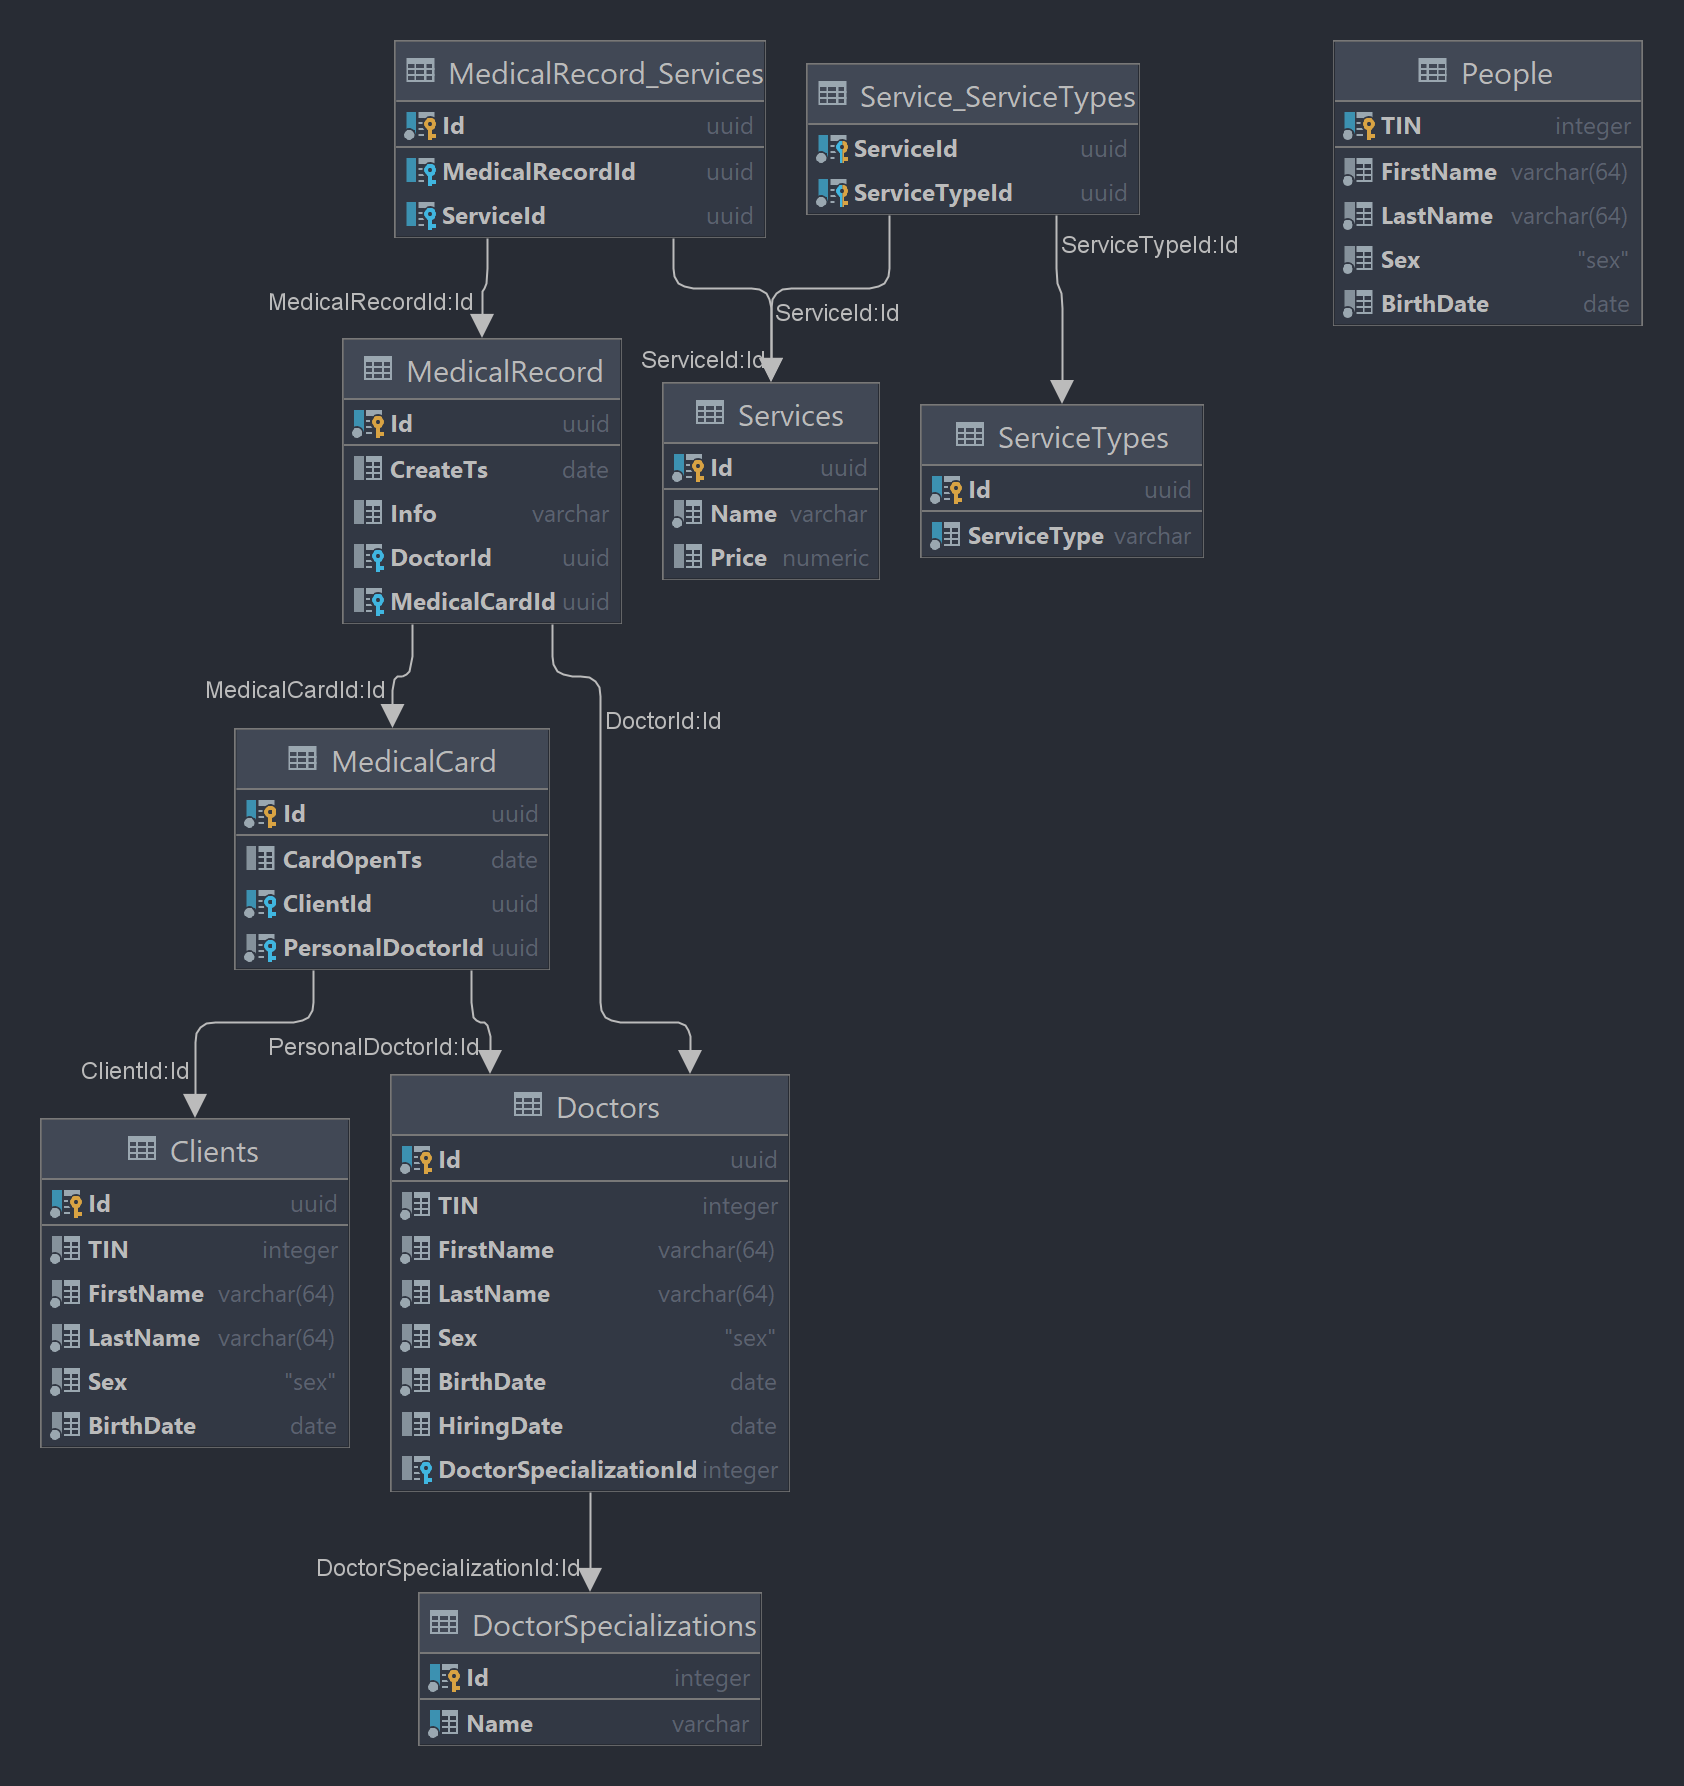 MedicalRecord_Services
Id uuid
MedicalRecordId uuid
ServiceId uuid
Service_ServiceTypes
ServiceId uuid
ServiceTypeId uuid
People
TIN integer
FirstName varchar(64)
LastName varchar(64)
Sex "sex"
BirthDate date
MedicalRecordId:Id
ServiceId:Id
ServiceId:Id
ServiceTypeId:Id
MedicalRecord
Id uuid
CreateTs date
Info varchar
DoctorId uuid
MedicalCardId uuid
Services
Id uuid
Name varchar
Price numeric
ServiceTypes
Id uuid
ServiceType varchar
MedicalCardId:Id
DoctorId:Id
MedicalCard
Id uuid
CardOpenTs date
ClientId uuid
PersonalDoctorId uuid
ClientId:Id
PersonalDoctorId:Id
Clients
Id uuid
TIN integer
FirstName varchar(64)
LastName varchar(64)
Sex "sex"
BirthDate date
Doctors
Id uuid
TIN integer
FirstName varchar(64)
LastName varchar(64)
Sex "sex"
BirthDate date
HiringDate date
DoctorSpecializationId integer
DoctorSpecializationId:Id
DoctorSpecializations
Id integer
Name varchar